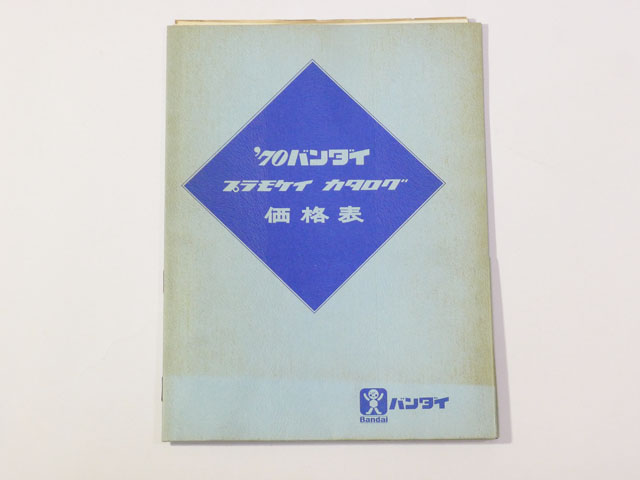 '70バンダイ
プラモケイ カタログ
価格表
バンダイ
Bandai